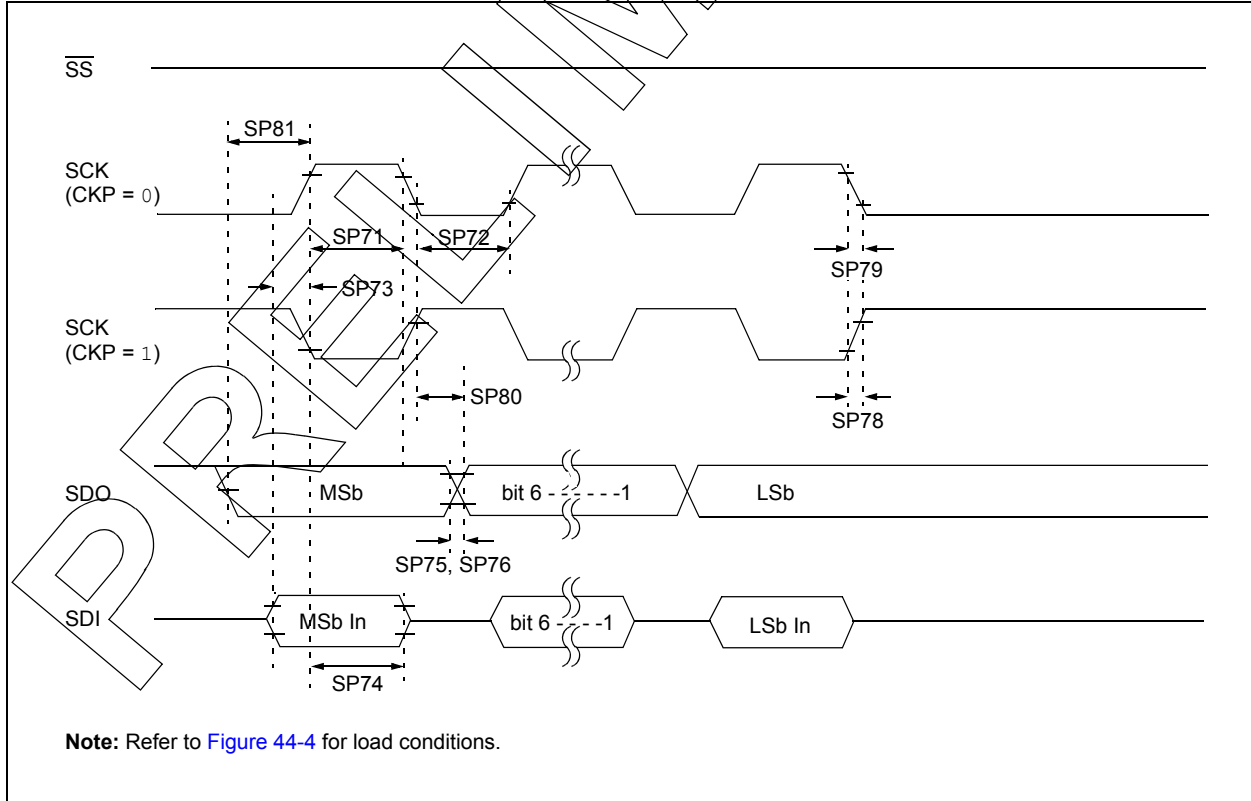 SS
SP81
SCK
(CKP = 0)
SP71
SP72
SP79
SP73
SCK
(CKP = 1)
SP80
SP78
SDO
MSb
bit 6 - - - - - - -1
LSb
SP75, SP76
SDI
MSb In
bit 6 - - - - -1
LSb In
SP74
Note: Refer to Figure 44-4 for load conditions.
PRELIM